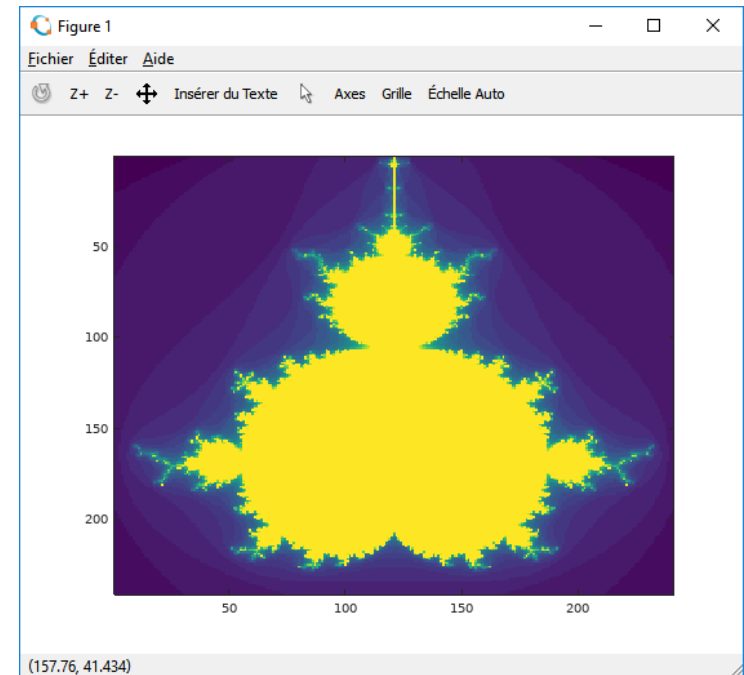 Figure 1
Fichier Éditer Aide
Z+ Z- Insérer du Texte Axes Grille Échelle Auto
50
100
150
200
50 100 150 200
(157.76, 41.434)